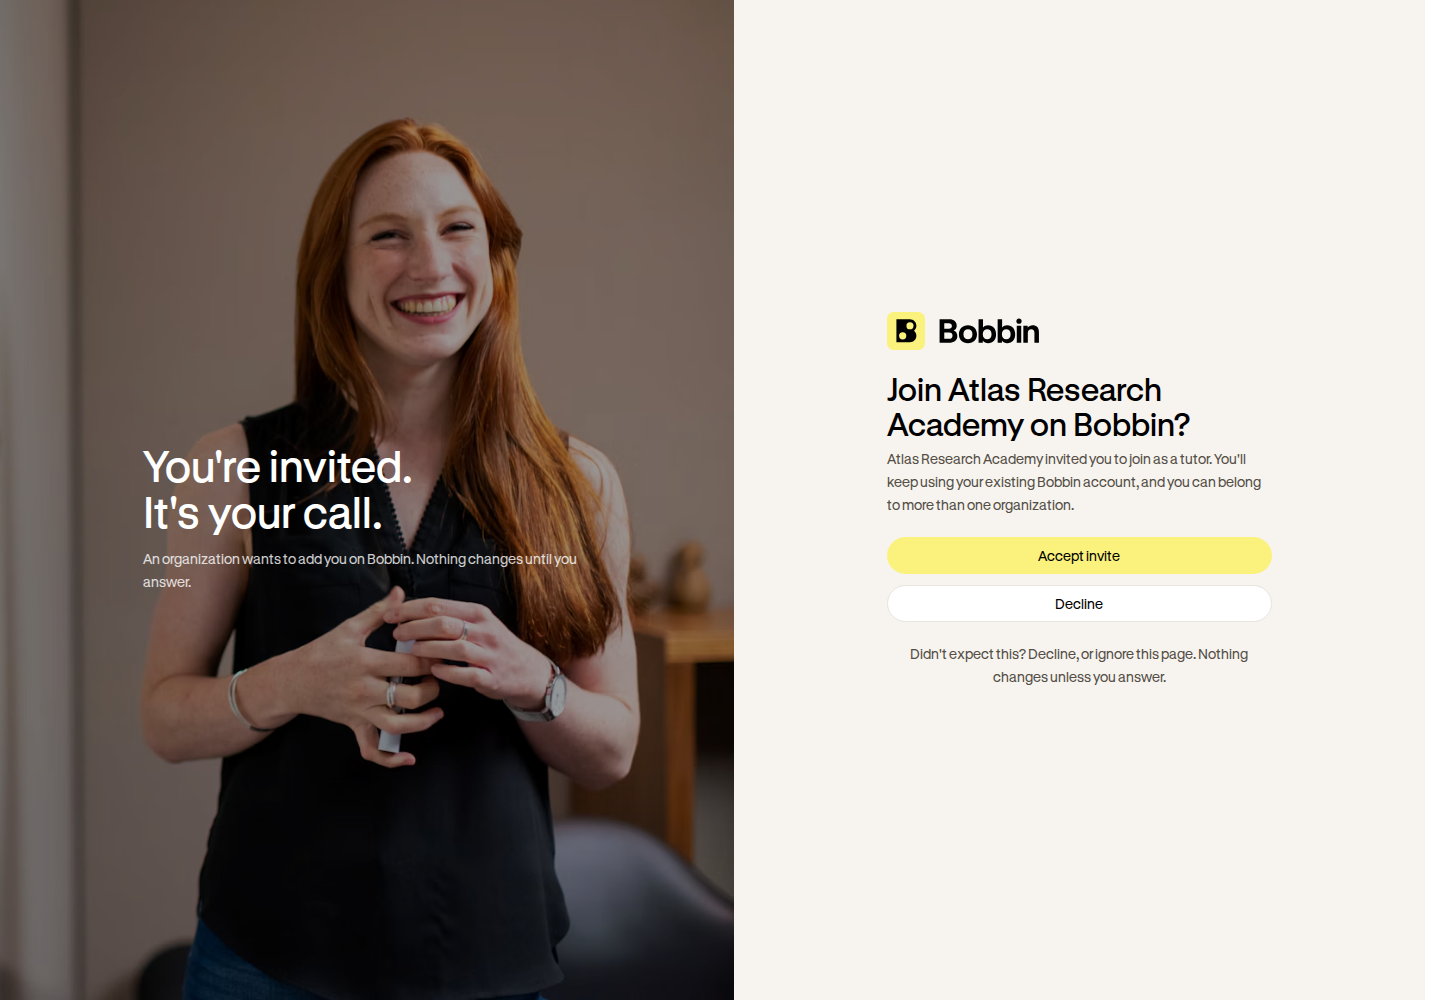 You're invited.
It's your call.
An organization wants to add you on Bobbin. Nothing changes until you
answer.
Bobbin
Join Atlas Research
Academy on Bobbin?
Atlas Research Academy invited you to join as a tutor. You'll
keep using your existing Bobbin account, and you can belong
to more than one organization.
Accept invite
Decline
Didn't expect this? Decline, or ignore this page. Nothing
changes unless you answer.